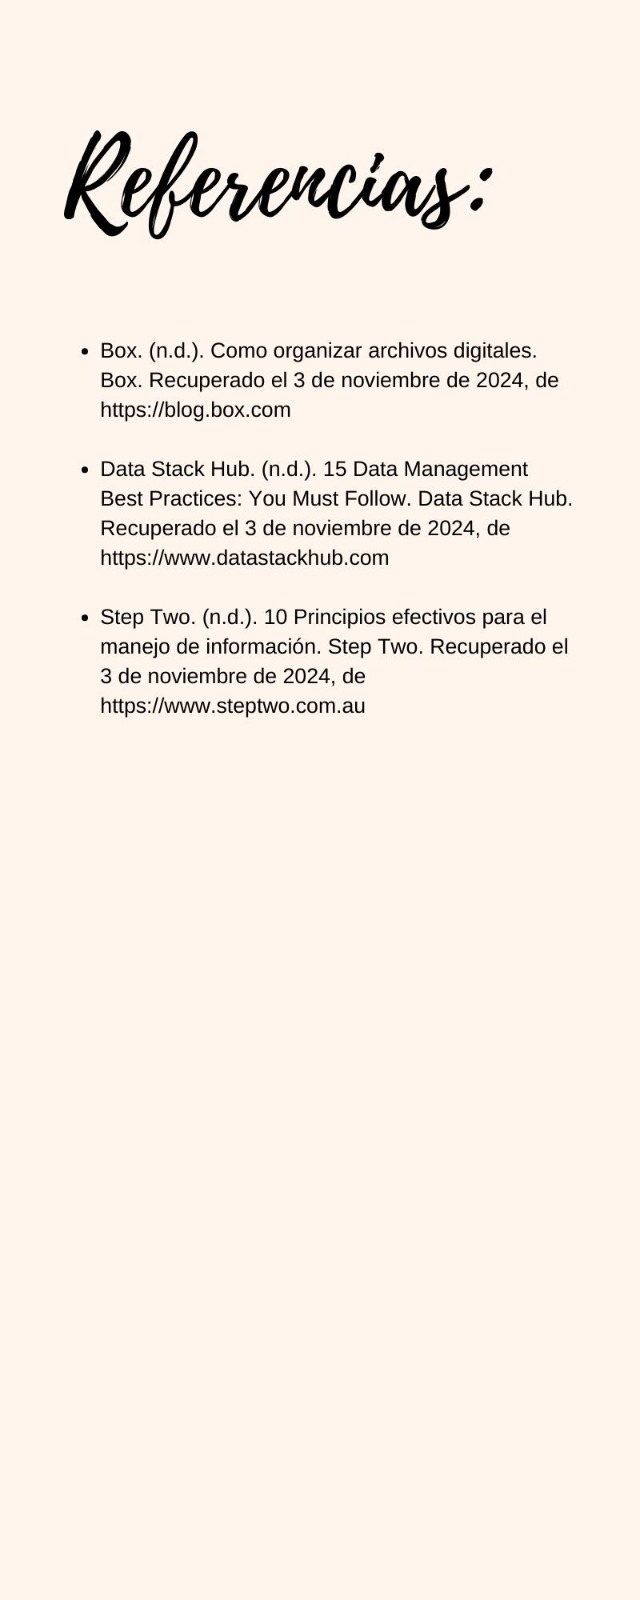 Referencias:
• Box. (n.d.). Como organizar archivos digitales.
Box. Recuperado el 3 de noviembre de 2024, de
https://blog.box.com
• Data Stack Hub. (n.d.). 15 Data Management
Best Practices: You Must Follow. Data Stack Hub.
Recuperado el 3 de noviembre de 2024, de
https://www.datastackhub.com
• Step Two. (n.d.). 10 Principios efectivos para el
manejo de información. Step Two. Recuperado el
3 de noviembre de 2024, de
https://www.steptwo.com.au